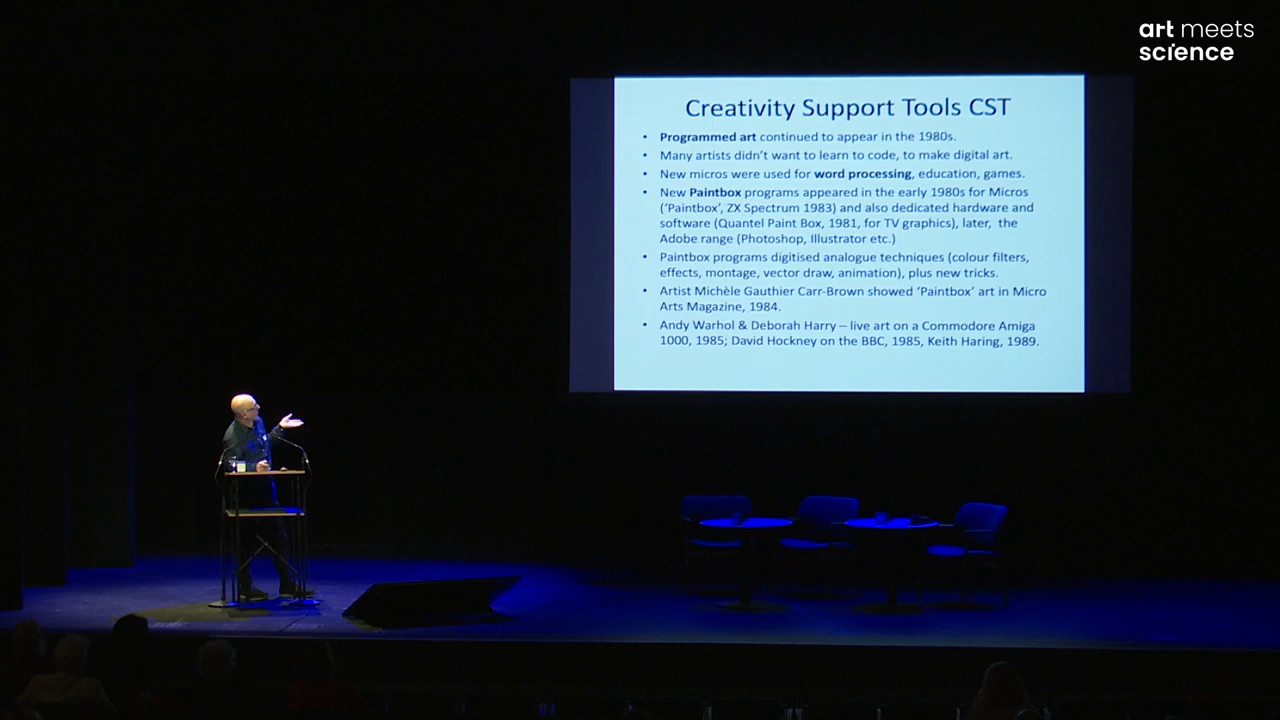 art meets
science
Creativity Support Tools CST
• Programmed art continued to appear in the 1980s.
• Many artists didn't want to learn to code, to make digital art.
• New micros were used for word processing, education, games.
• New Paintbox programs appeared in the early 1980s for Micros
('Paintbox', ZX Spectrum 1983) and also dedicated hardware and
software (Quantel Paint Box, 1981, for TV graphics), later, the
Adobe range (Photoshop, Illustrator etc.)
• Paintbox programs digitised analogue techniques (colour filters,
effects, montage, vector draw, animation), plus new tricks.
• Artist Michèle Gauthier Carr-Brown showed 'Paintbox' art in Micro
Arts Magazine, 1984.
• Andy Warhol & Deborah Harry – live art on a Commodore Amiga
1000, 1985; David Hockney on the BBC, 1985, Keith Haring, 1989.